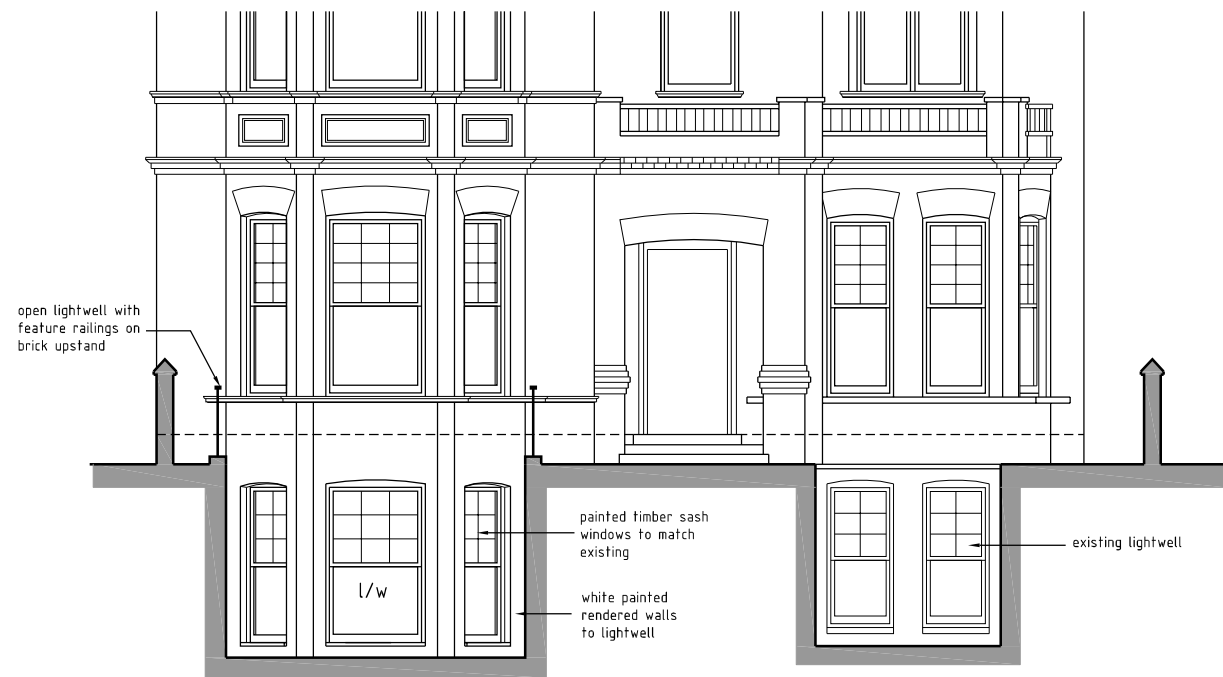 open lightwell with
feature railings on
brick upstand
painted timber sash
windows to match
existing
existing lightwell
l/w
white painted
rendered walls
to lightwell